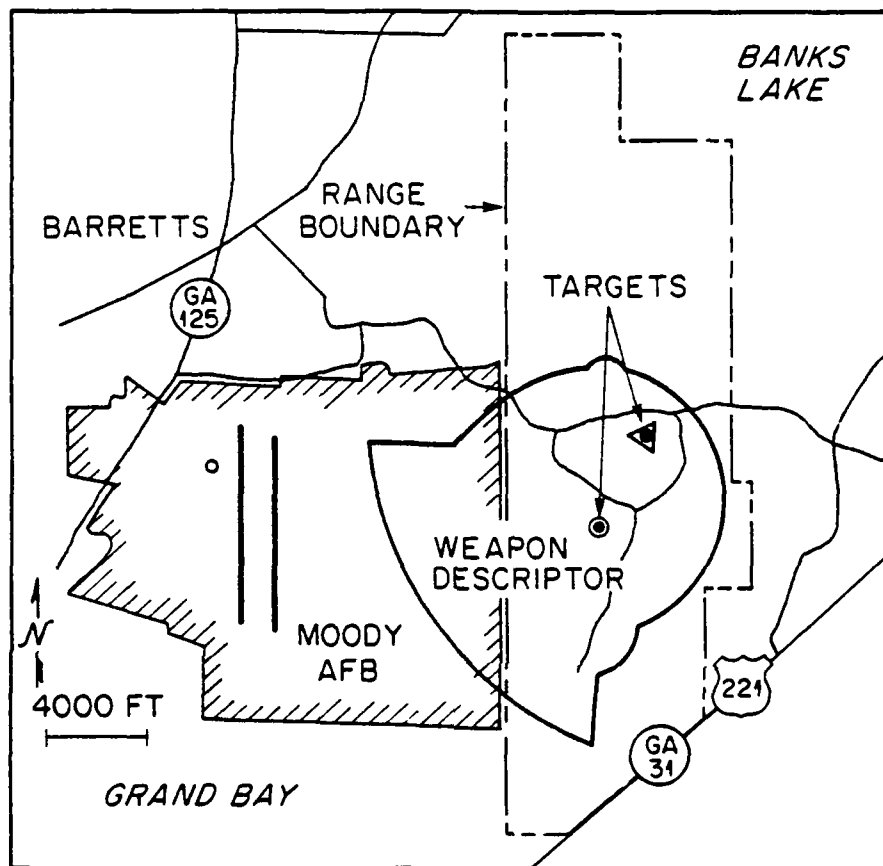 BANKS
LAKE
RANGE
BOUNDARY
BARRETTS
TARGETS
GA
125
WEAPON
DESCRIPTOR
MOODY
AFB
N
4000 FT
221
GA
31
GRAND BAY